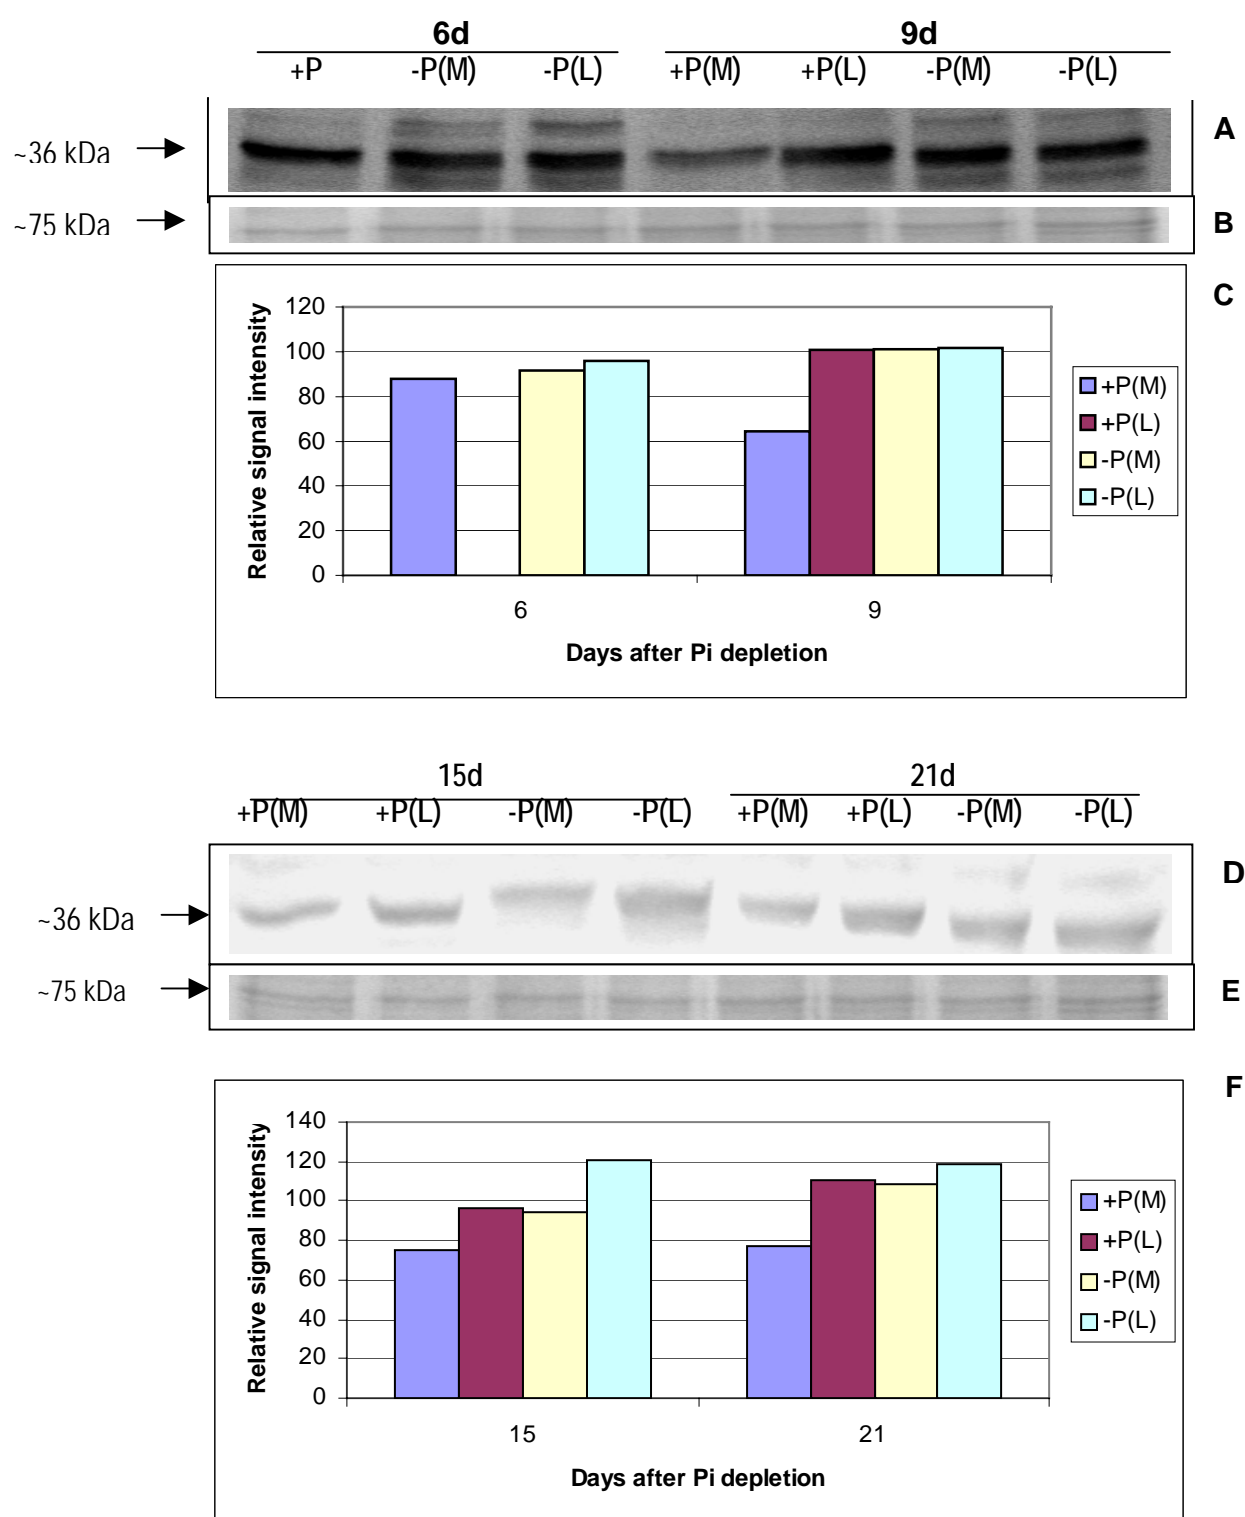 6d 9d
+P -P(M) -P(L) +P(M) +P(L) -P(M) -P(L)
A
~36 kDa
~75 kDa
B
C
120
100
80
60
40
20
0
Relative signal intensity
6 9
Days after Pi depletion
+P(M)
+P(L)
-P(M)
-P(L)
15d 21d
+P(M) +P(L) -P(M) -P(L) +P(M) +P(L) -P(M) -P(L)
D
~36 kDa
~75 kDa
E
F
140
120
100
80
60
40
20
0
Relative signal intensity
15 21
Days after Pi depletion
+P(M)
+P(L)
-P(M)
-P(L)